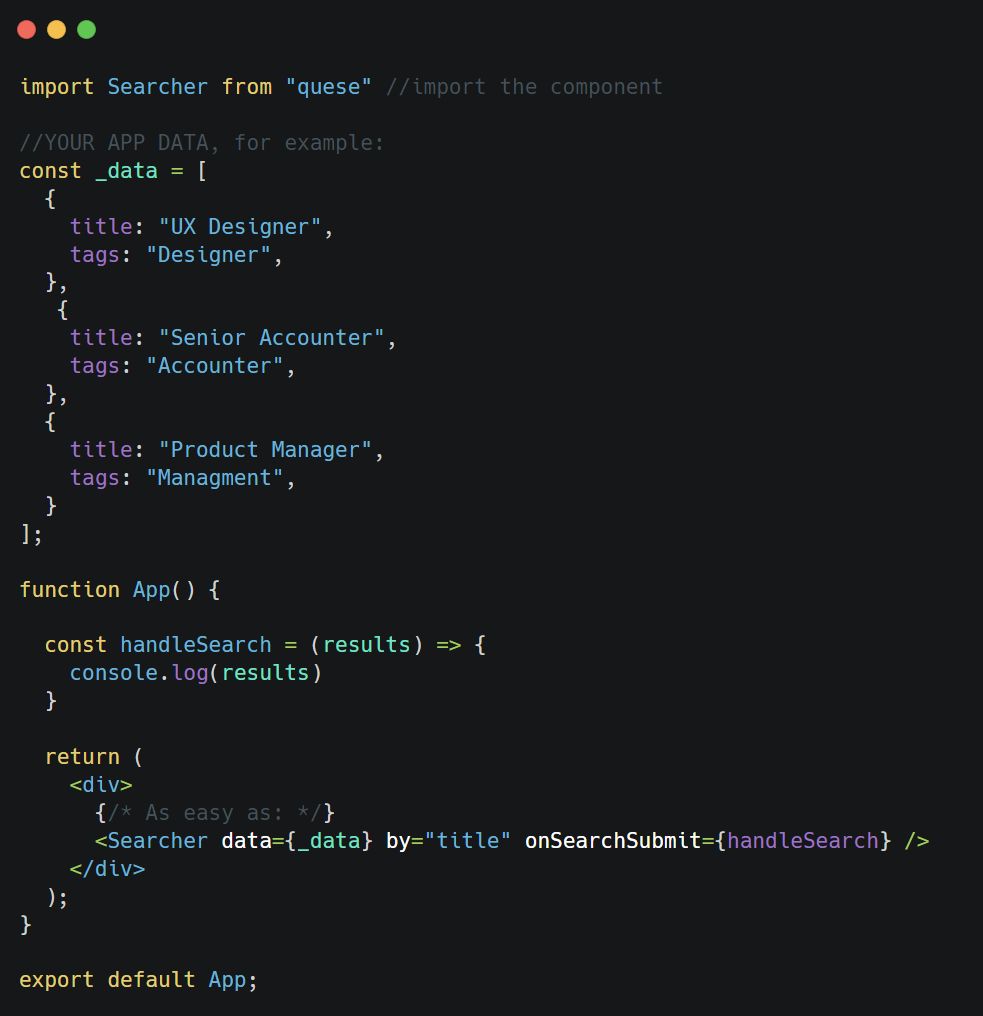 import Searcher from "quese" //import the component

//YOUR APP DATA, for example:
const _data = [
  {
    title: "UX Designer",
    tags: "Designer",
  },
   {
    title: "Senior Accounter",
    tags: "Accounter",
  },
  {
    title: "Product Manager",
    tags: "Managment",
  }
];

function App() {

  const handleSearch = (results) => {
    console.log(results)
  }

  return (
    <div>
      {/* As easy as: */}
      <Searcher data={_data} by="title" onSearchSubmit={handleSearch} />
    </div>
  );
}

export default App;